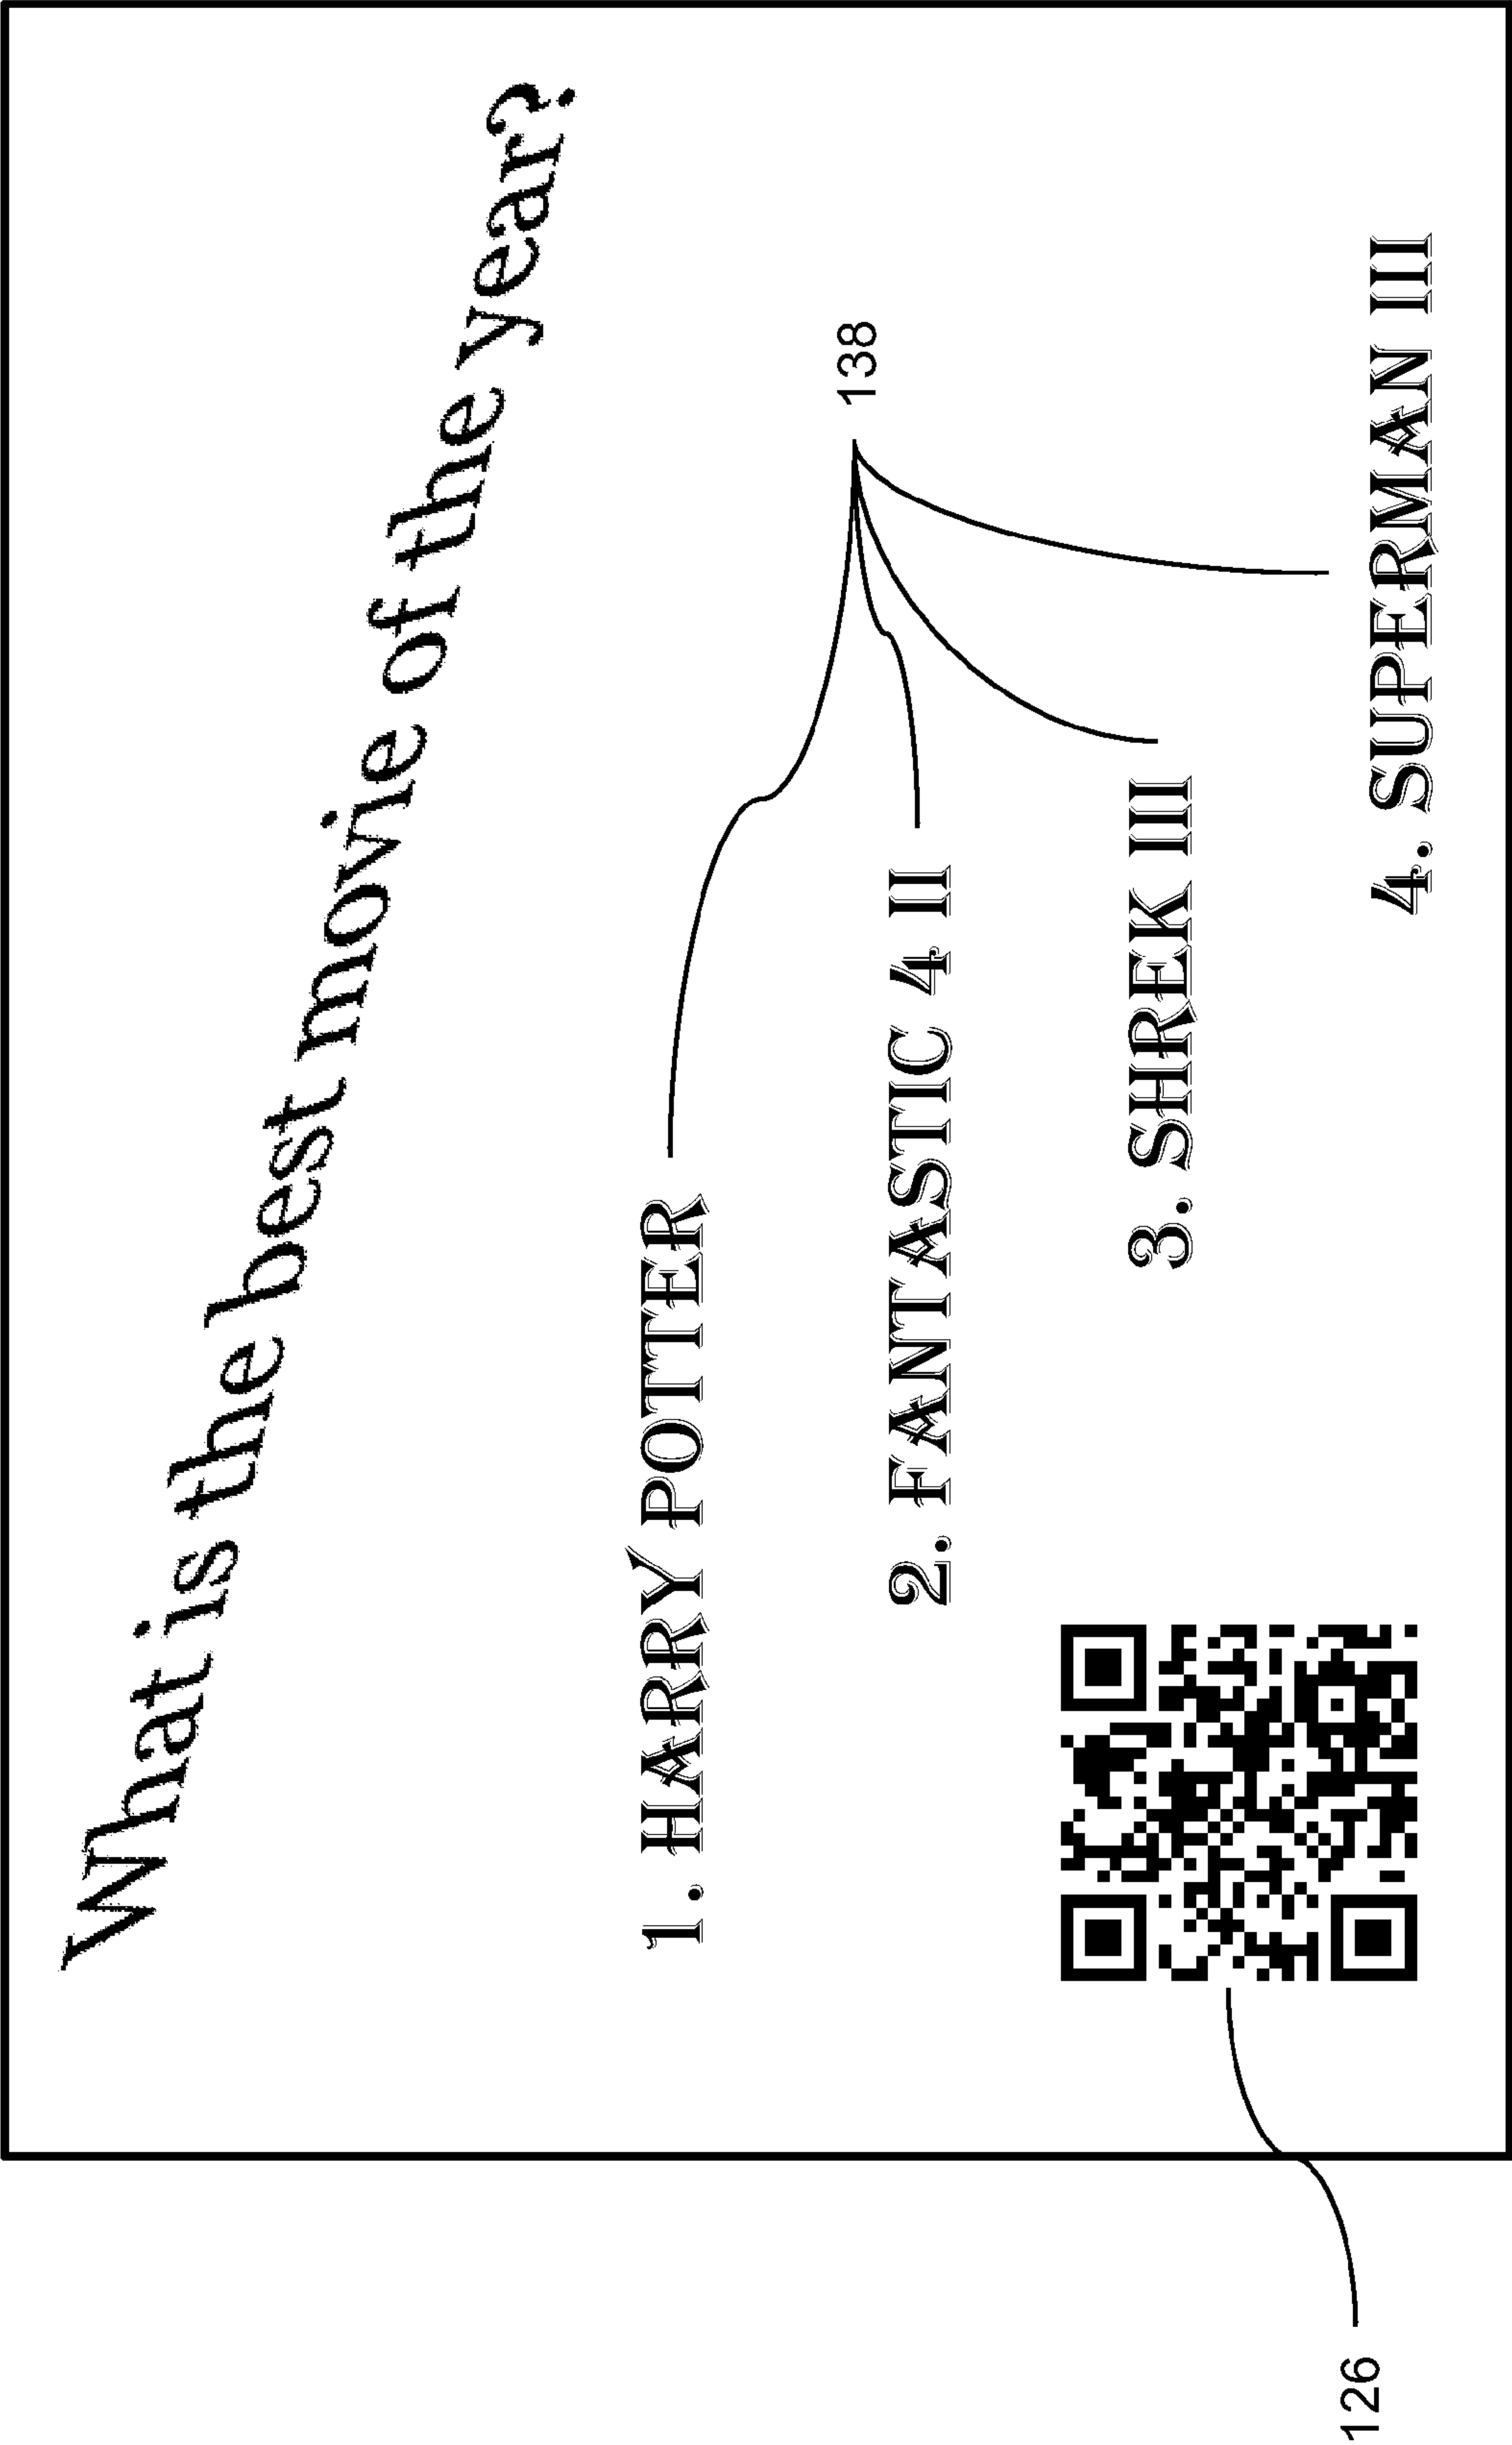 What is the best movie of the year?
1. HARRY POTTER
138
2. FANTASTIC 4 II
3. SHREK III
4. SUPERMAN III
126